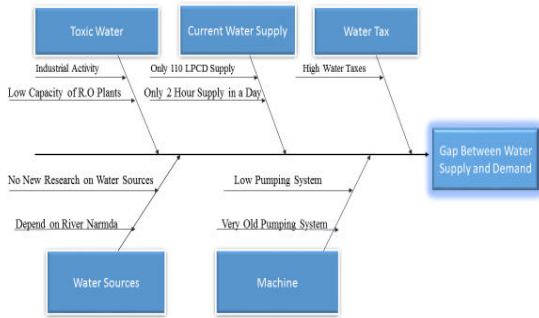 Toxic Water
Current Water Supply
Water Tax
Industrial Activity
Only 110 LPCD Supply
High Water Taxes
Low Capacity of R.O Plants
Only 2 Hour Supply in a Day
Gap Between Water
Supply and Demand
No New Research on Water Sources
Low Pumping System
Depend on River Narmda
Very Old Pumping System
Water Sources
Machine